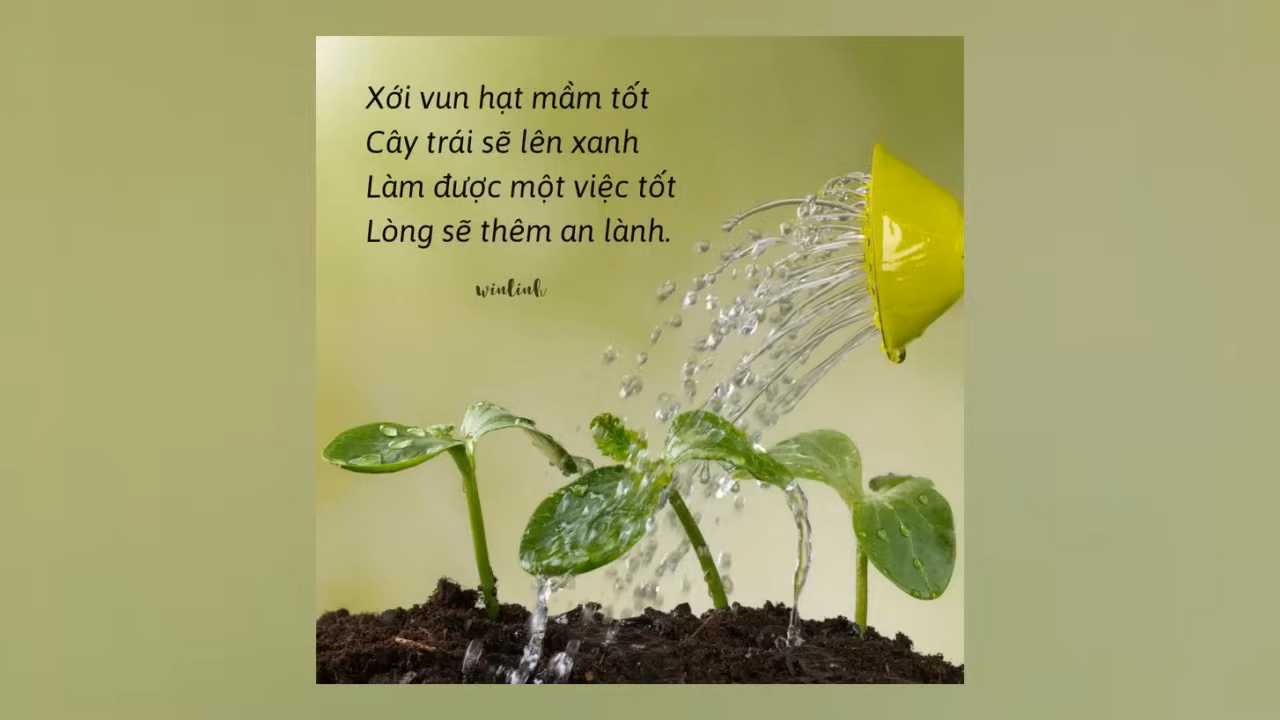 Xới vun hạt mầm tốt
Cây trái sẽ lên xanh
Làm được một việc tốt
Lòng sẽ thêm an lành.
winlinh